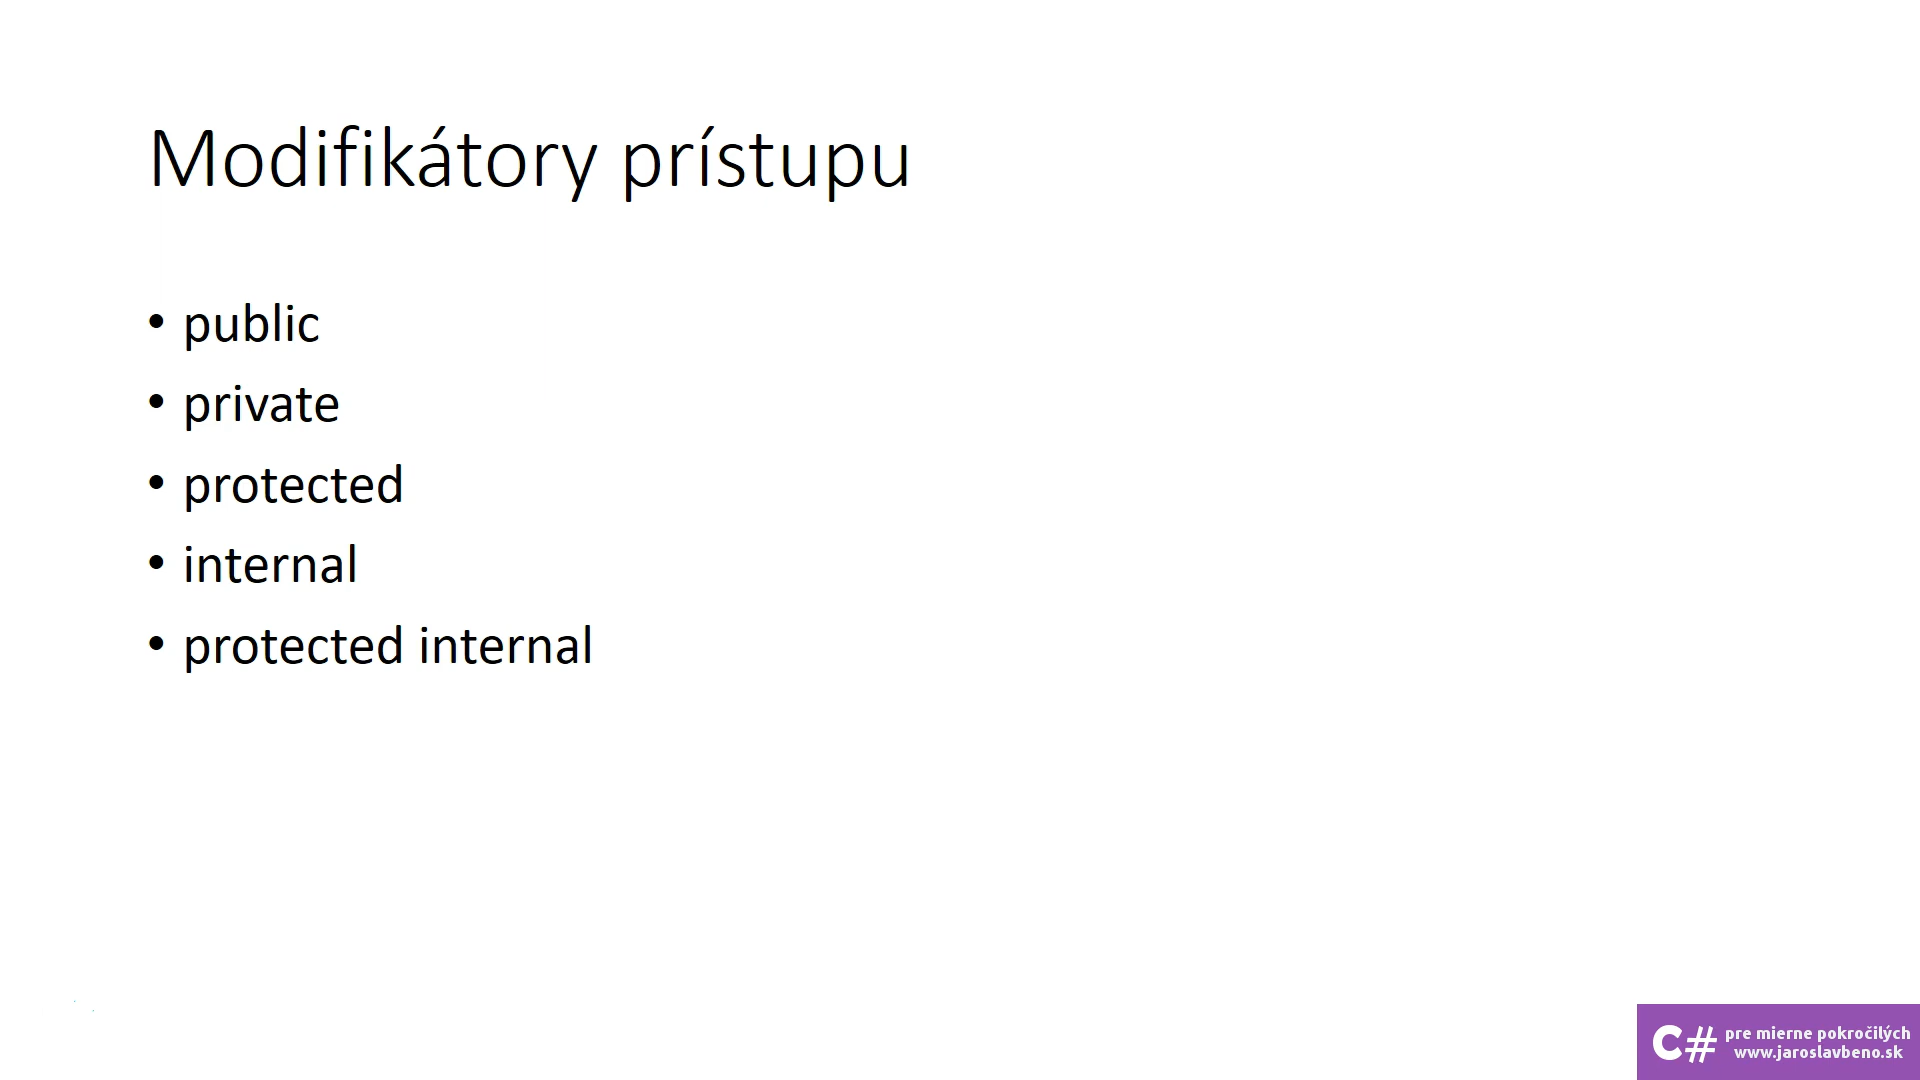 Modifikátory prístupu
• public
• private
• protected
• internal
• protected internal
C# pre mierne pokročilých
www.jaroslavbeno.sk